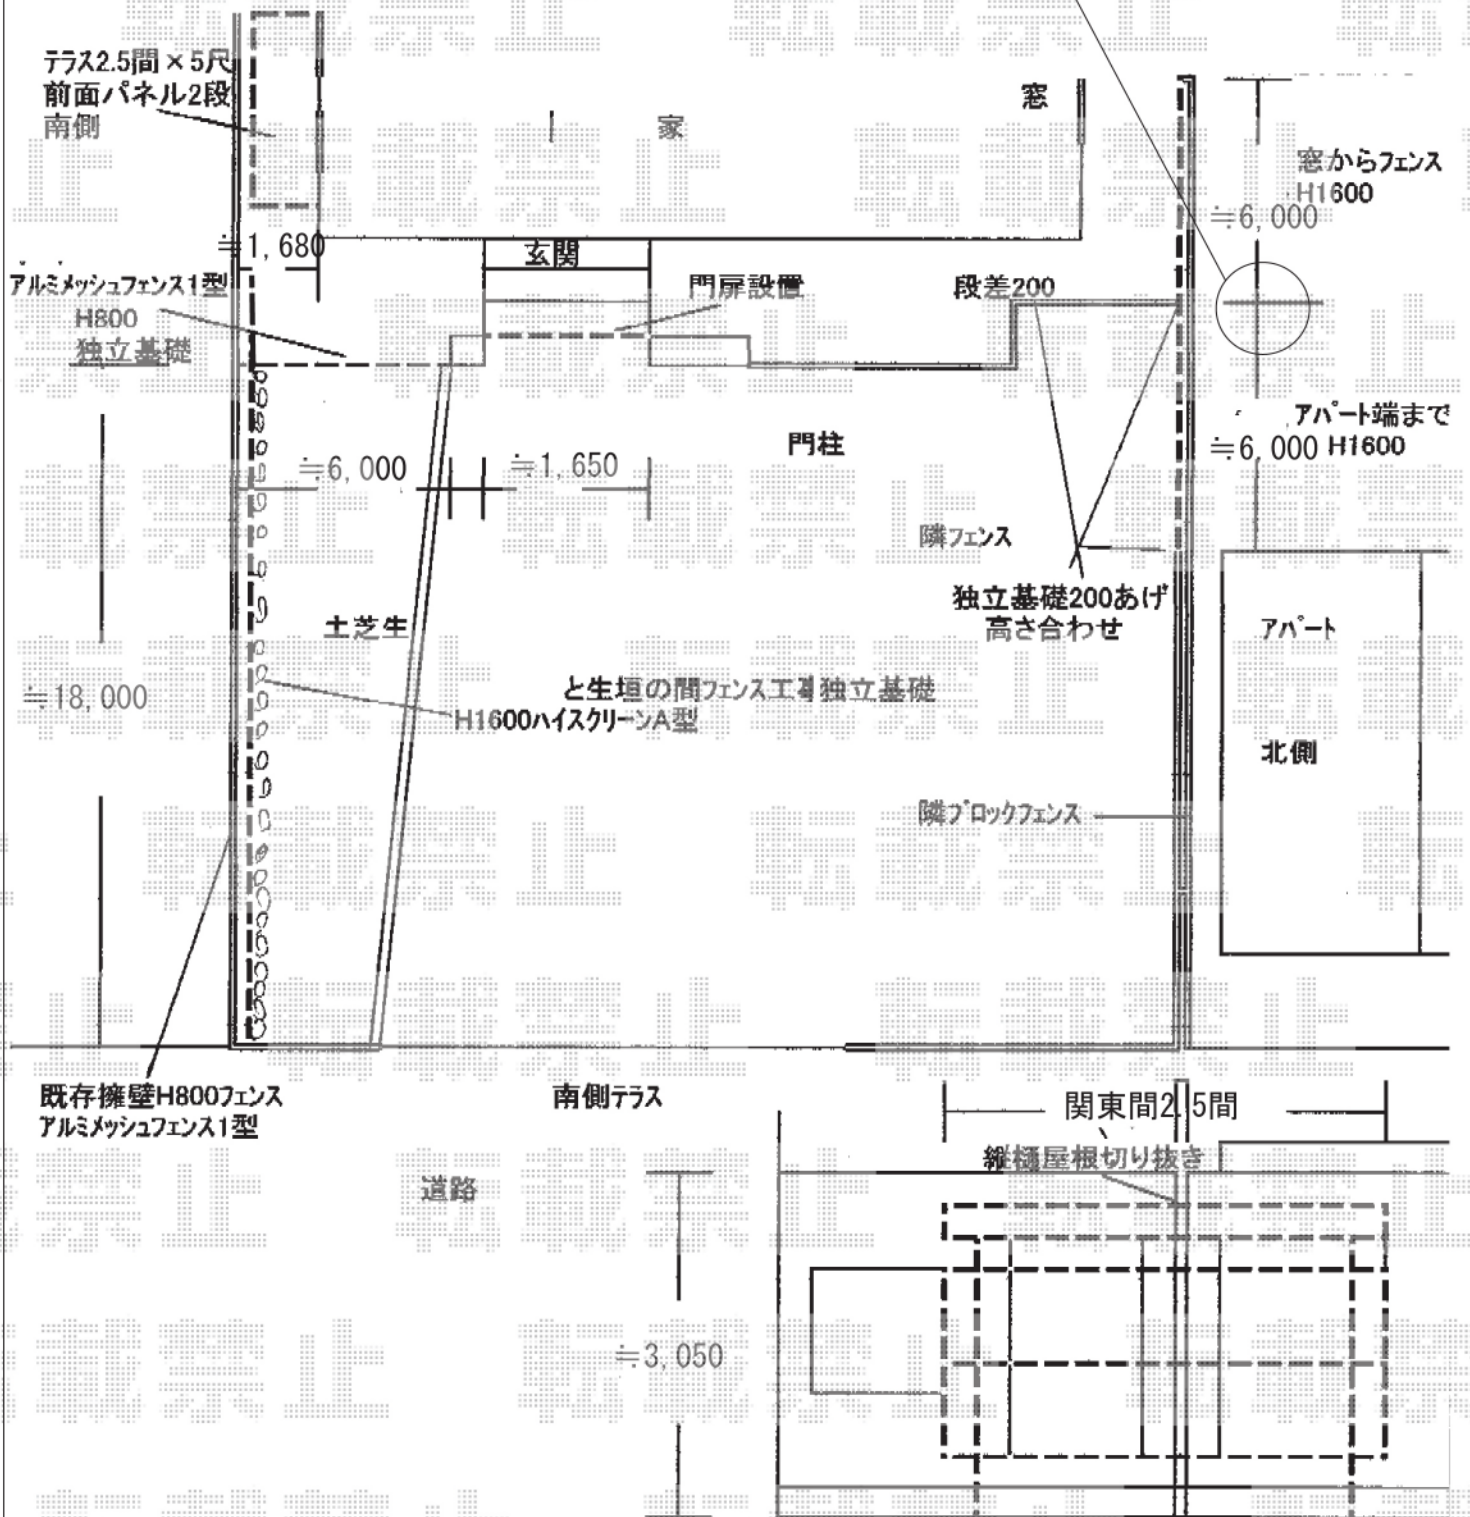 テラス2.5間×5尺
前面パネル2段
南側
家
窓
窓からフェンス
H1600
≒6,000
≒1,680
玄関
アルミメッシュフェンス1型
H800
独立基礎
門扉設置
段差200
アパート端まで
H1600
≒6,000
門柱
≒6,000
≒1,650
隣フェンス
独立基礎200あげ
高さ合わせ
アパート
土芝生
≒18,000
と生垣の間フェンス工事独立基礎
H1600ハイスクリーンA型
北側
隣ブロックフェンス
既存擁壁H800フェンス
アルミメッシュフェンス1型
南側テラス
関東間2.5間
縦樋屋根切り抜き
道路
≒3,050
転載禁止